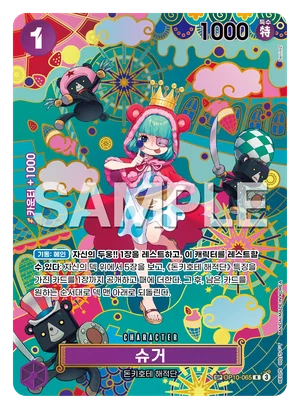 1
1000
특수
特
카운터 +1000
SAMPLE
기동: 메인 자신의 두웅!!1장을 레스트하고, 이 캐릭터를 레스트할
수 있다: 자신의 덱 위에서 5장을 보고, 《돈키호테 해적단》 특징을
가진 카드를 1장까지 공개하고 패에 더한다. 그 후, 남은 카드를
원하는 순서대로 덱 맨 아래로 되돌린다.
CHARACTER
슈거
돈키호테 해적단
SP OP10-065 R 3